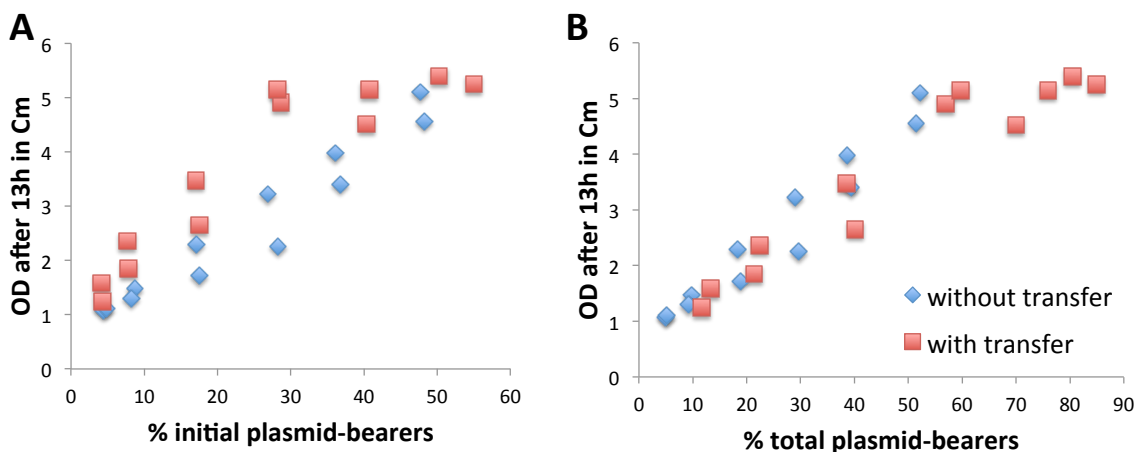 A
OD after 13h in Cm
6
5
4
3
2
1
0
0 10 20 30 40 50 60
% initial plasmid-bearers
B
OD after 13h in Cm
6
5
4
3
2
1
0
0 10 20 30 40 50 60 70 80 90
% total plasmid-bearers
without transfer
with transfer